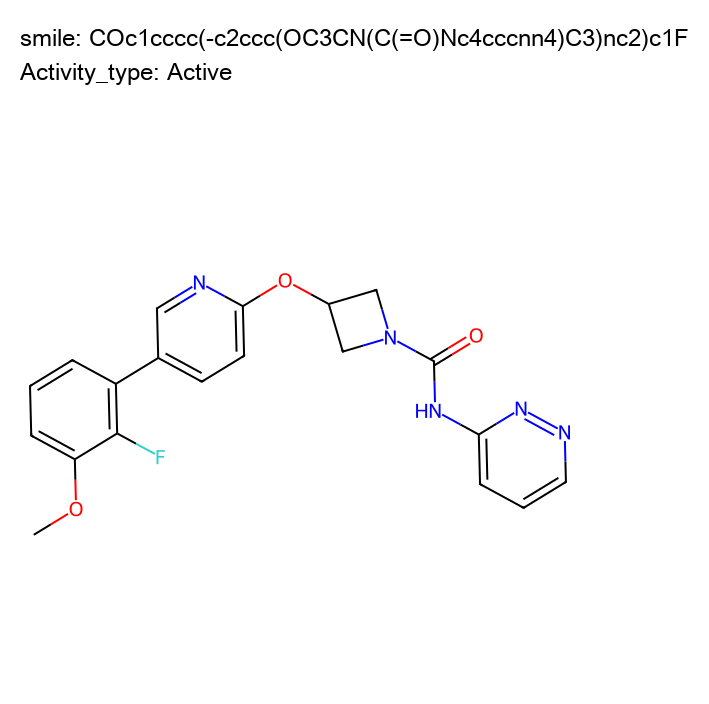 smile: COc1cccc(-c2ccc(OC3CN(C(=O)Nc4cccnn4)C3)nc2)c1F
Activity_type: Active
N
O
N
O
HN
N
N
F
O